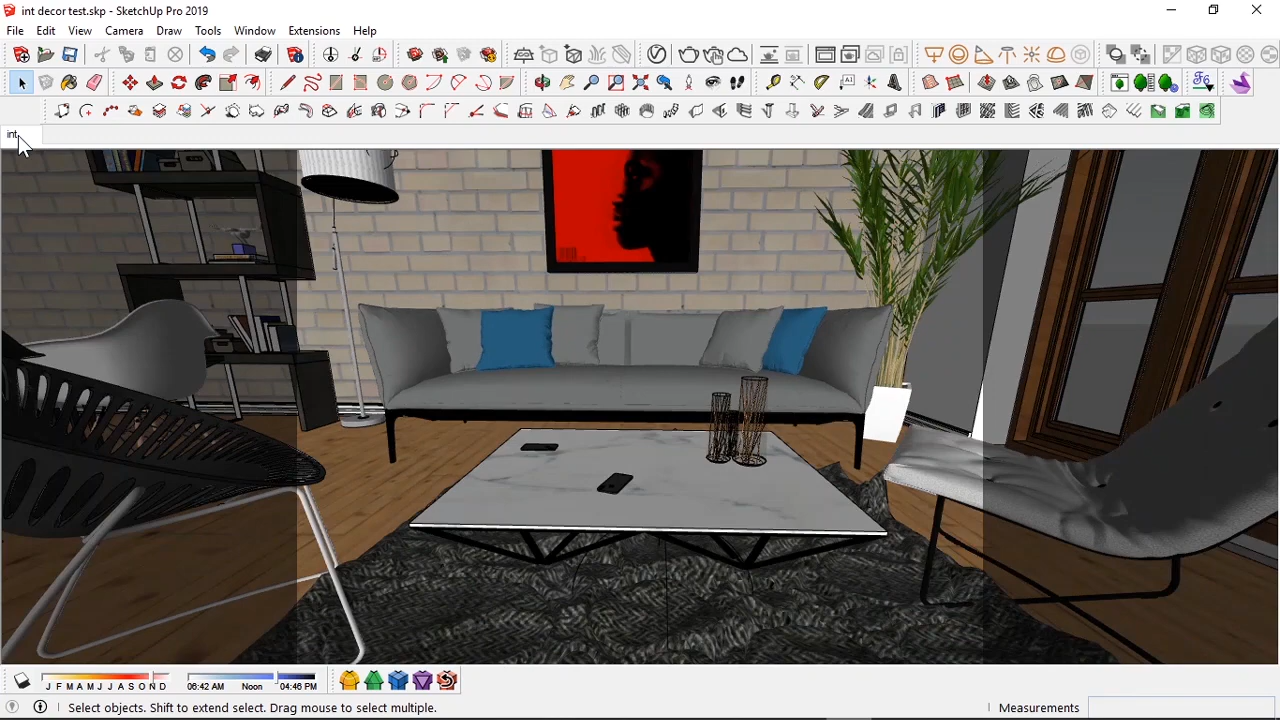 int decor test.skp - SketchUp Pro 2019
File Edit View Camera Draw Tools Window Extensions Help
int
J F M A M J J A S O N D 06:42 AM Noon 04:46 PM
Select objects. Shift to extend select. Drag mouse to select multiple. Measurements